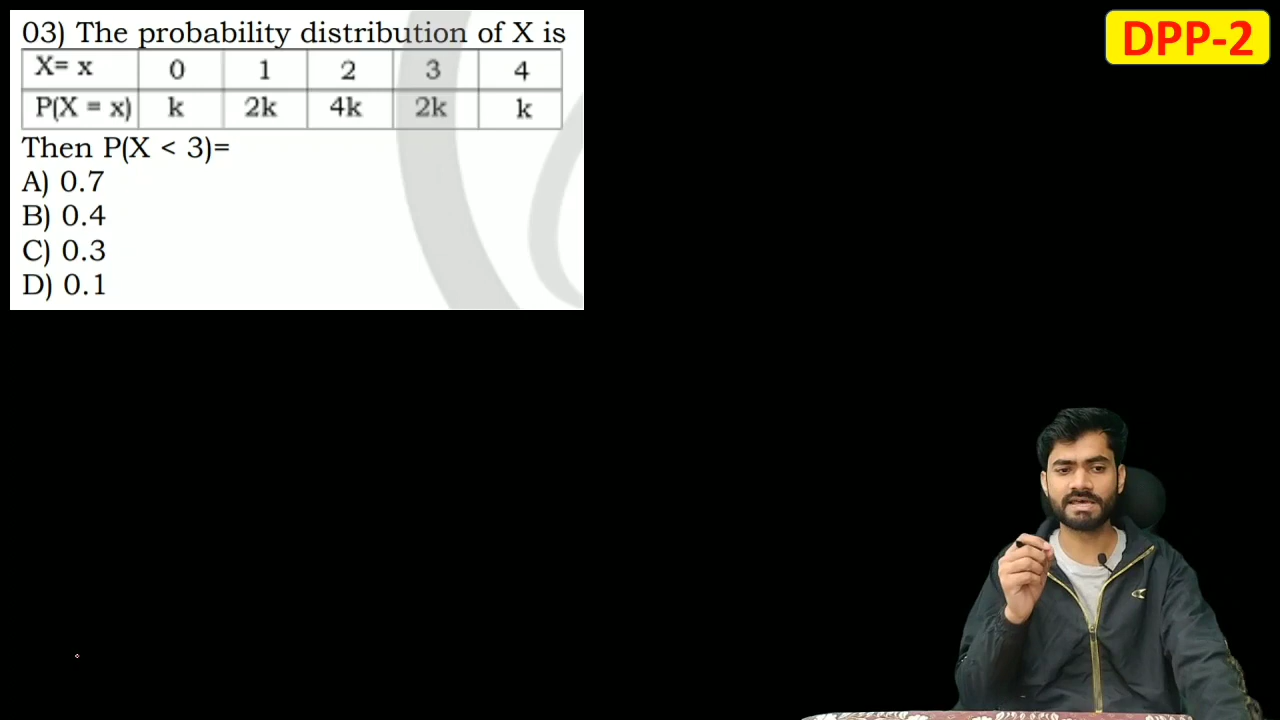 03) The probability distribution of X is
X= x 0 1 2 3 4
P(X = x) k 2k 4k 2k k
Then P(X < 3)=
A) 0.7
B) 0.4
C) 0.3
D) 0.1
DPP-2